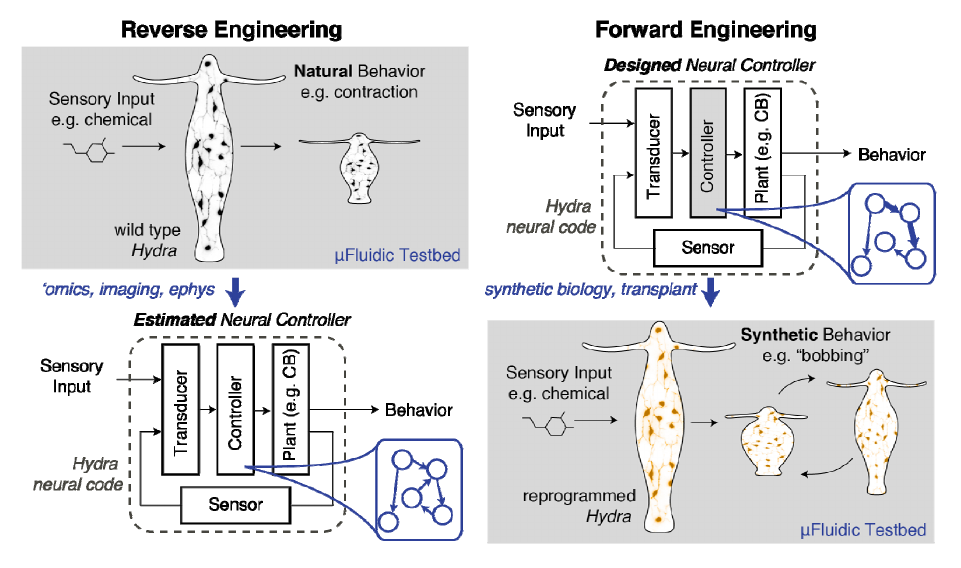 Reverse Engineering
Sensory Input
e.g. chemical
Natural Behavior
e.g. contraction
wild type
Hydra
µFluidic Testbed
'omics, imaging, ephys
Estimated Neural Controller
Sensory
Input
Transducer
Controller
Plant (e.g. CB)
Behavior
Hydra
neural code
Sensor
Forward Engineering
Designed Neural Controller
Sensory
Input
Transducer
Controller
Plant (e.g. CB)
Behavior
Hydra
neural code
Sensor
synthetic biology, transplant
Sensory Input
e.g. chemical
Synthetic Behavior
e.g. "bobbing"
reprogrammed
Hydra
µFluidic Testbed